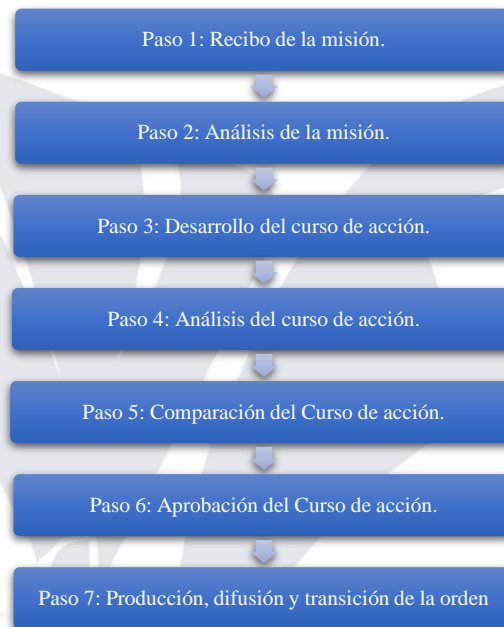 Paso 1: Recibo de la misión.
Paso 2: Análisis de la misión.
Paso 3: Desarrollo del curso de acción.
Paso 4: Análisis del curso de acción.
Paso 5: Comparación del Curso de acción.
Paso 6: Aprobación del Curso de acción.
Paso 7: Producción, difusión y transición de la orden